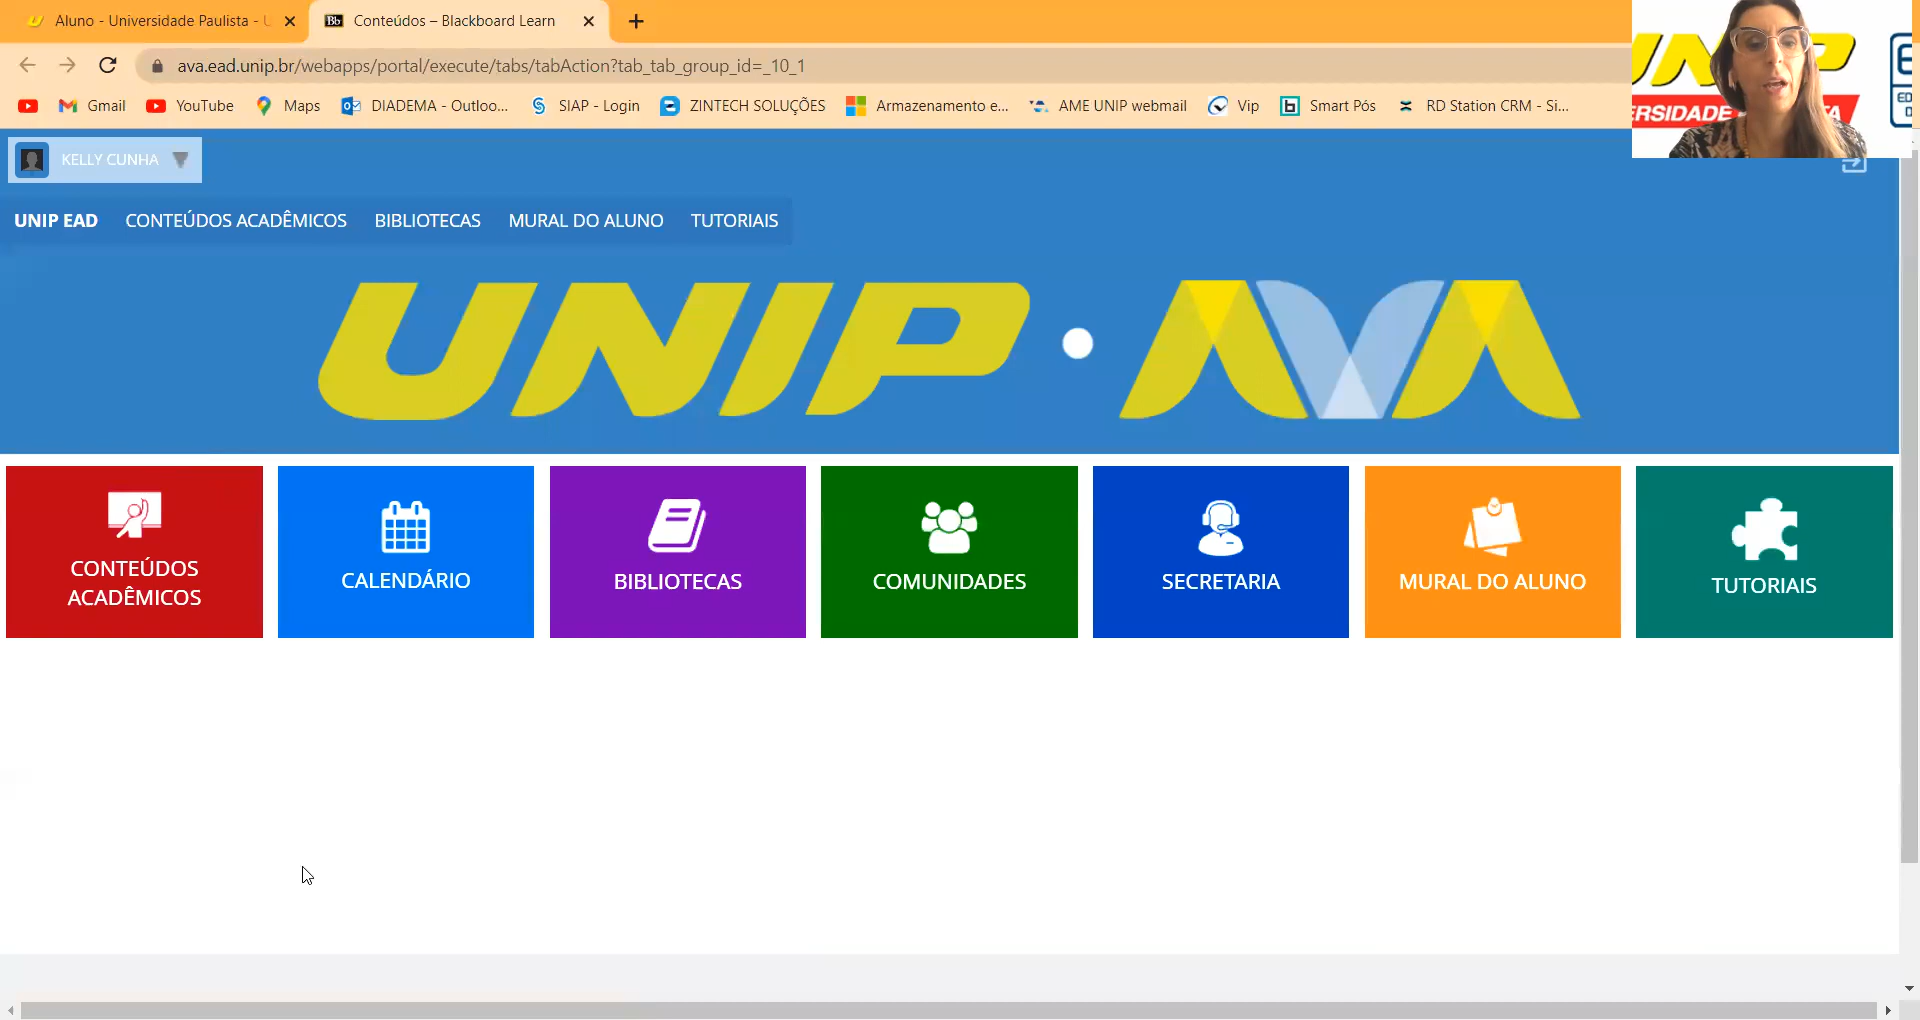 Aluno - Universidade Paulista -
Conteúdos – Blackboard Learn
ava.ead.unip.br/webapps/portal/execute/tabs/tabAction?tab_tab_group_id=_10_1
Gmail
YouTube
Maps
DIADEMA - Outloo...
SIAP - Login
ZINTECH SOLUÇÕES
Armazenamento e...
AME UNIP webmail
Vip
Smart Pós
RD Station CRM - Si...
KELLY CUNHA
UNIP EAD
CONTEÚDOS ACADÊMICOS
BIBLIOTECAS
MURAL DO ALUNO
TUTORIAIS
UNIP · AVA
CONTEÚDOS
ACADÊMICOS
CALENDÁRIO
BIBLIOTECAS
COMUNIDADES
SECRETARIA
MURAL DO ALUNO
TUTORIAIS